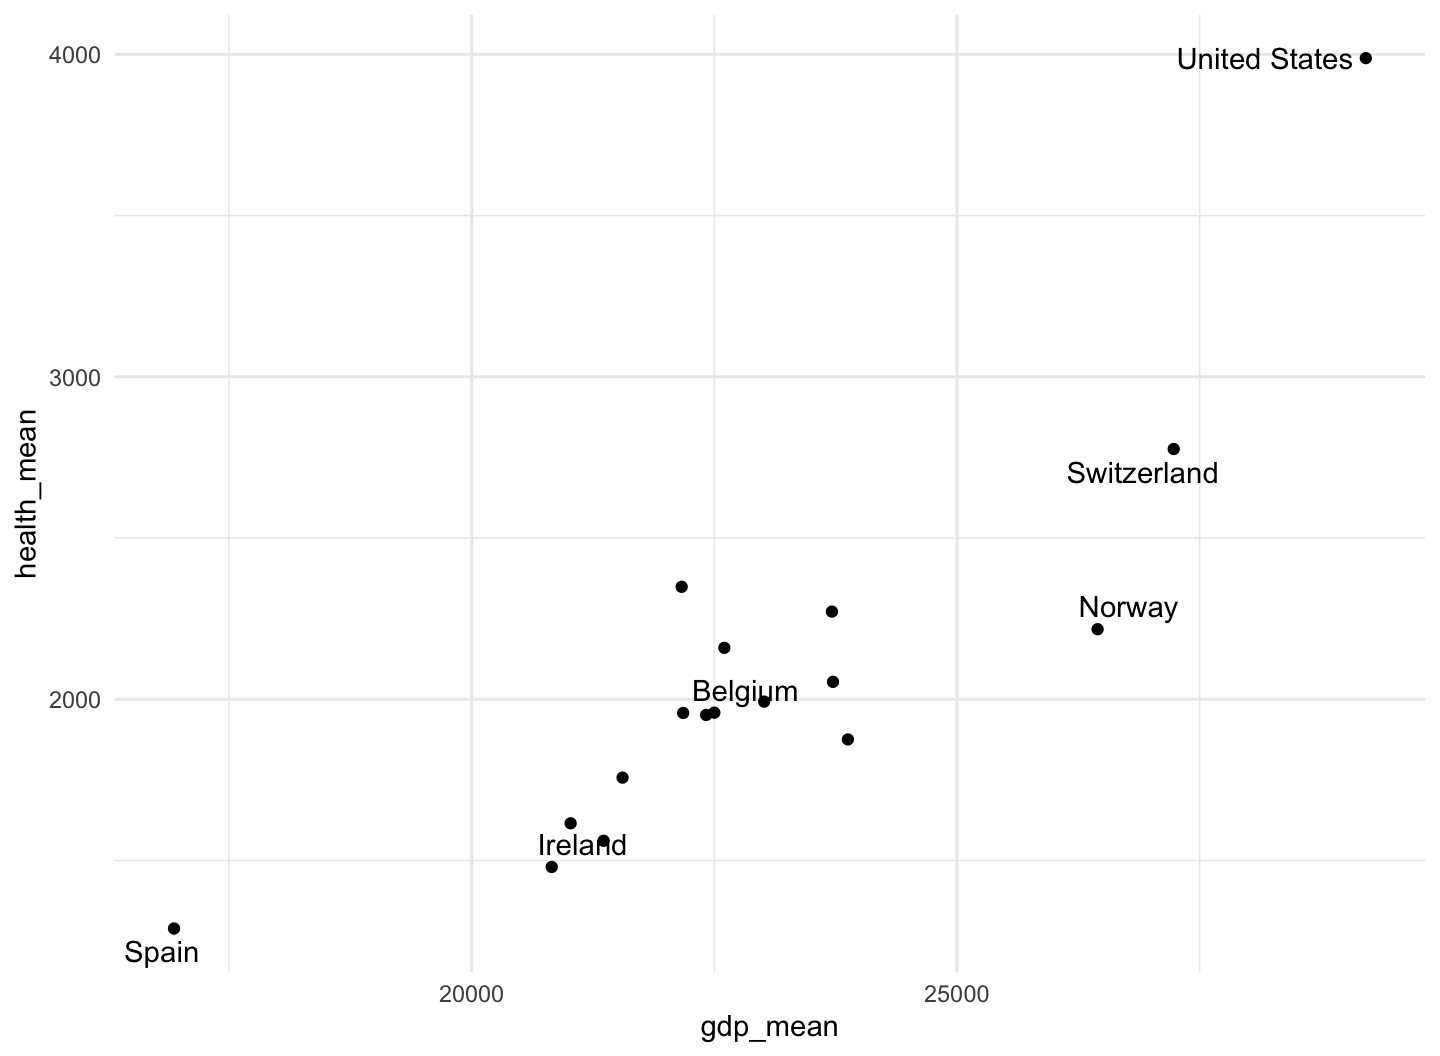 4000
United States
3000
Switzerland
Norway
Belgium
2000
Ireland
Spain
20000
25000
gdp_mean
health_mean